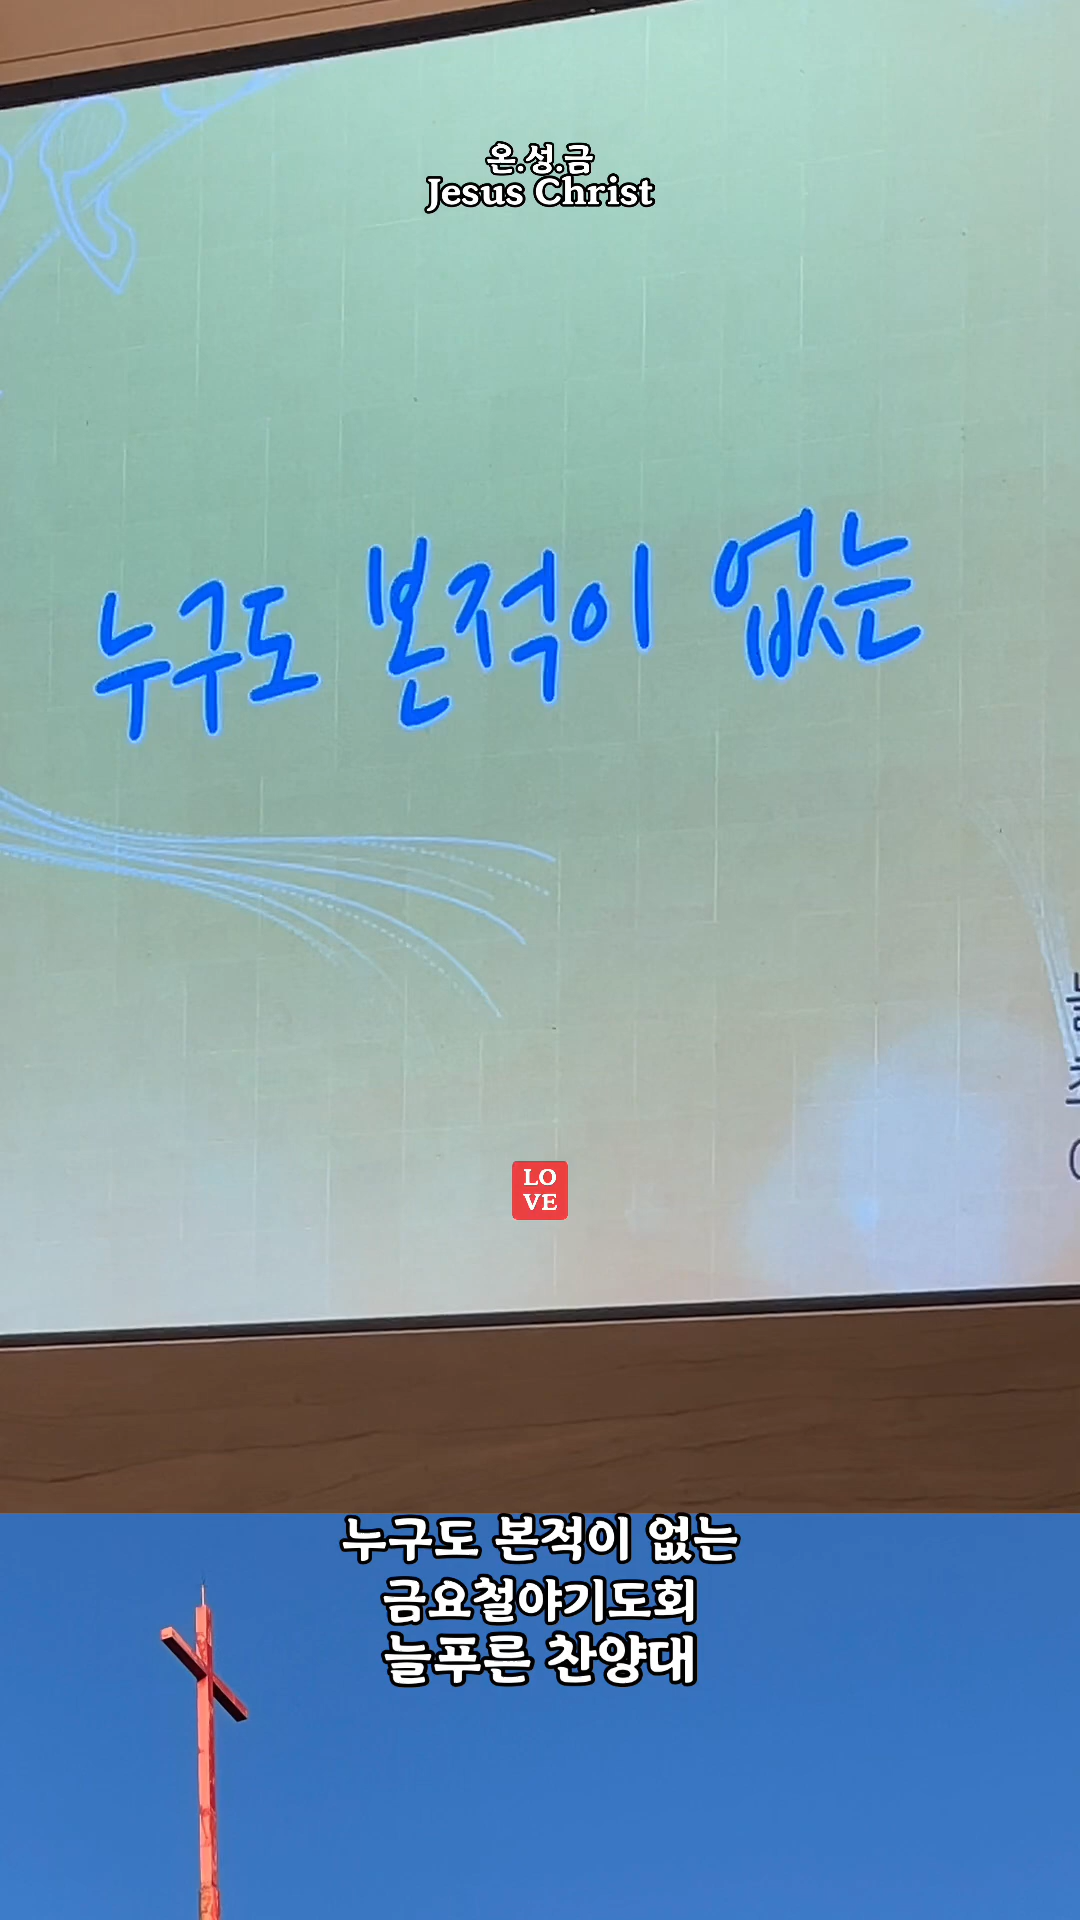 온.성.금
Jesus Christ
누구도 본적이 없는
LO
VE
누구도 본적이 없는
금요철야기도회
늘푸른 찬양대